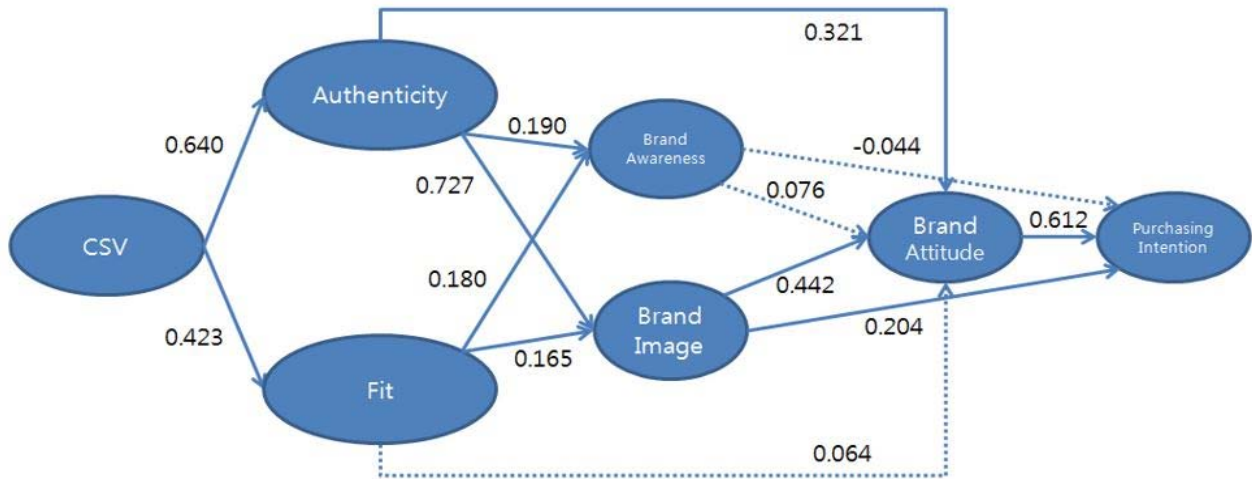 0.321
Authenticity
0.190
Brand
Awareness
-0.044
0.640
0.727
0.076
CSV
Brand
Attitude
0.612
Purchasing
Intention
0.180
0.442
0.423
Brand
Image
0.204
0.165
Fit
0.064